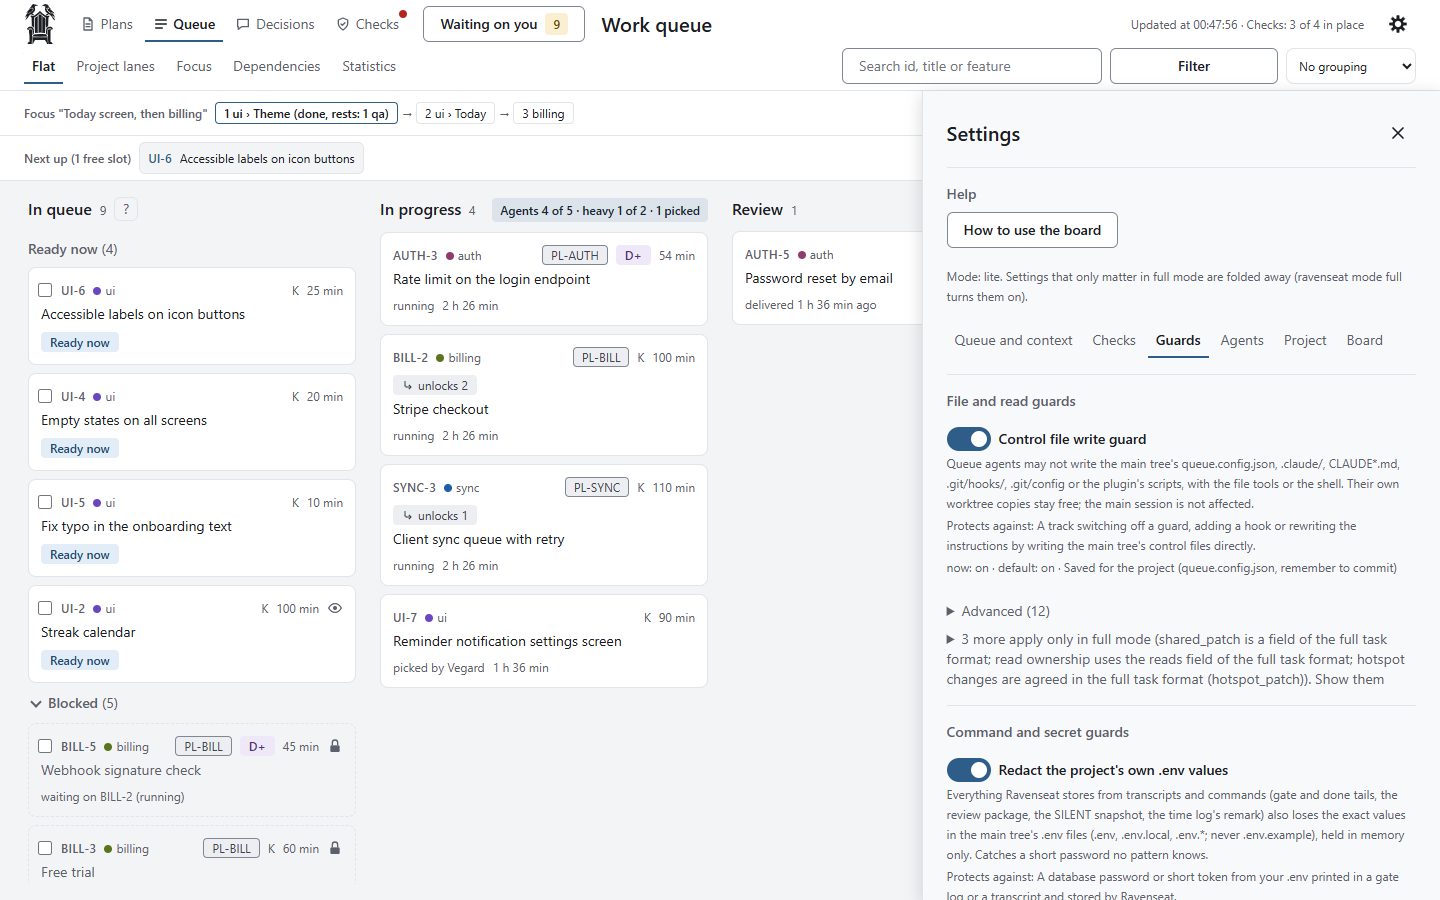 Plans
Queue
Decisions
Checks
Waiting on you 9
Work queue
Updated at 00:47:56 · Checks: 3 of 4 in place
Flat
Project lanes
Focus
Dependencies
Statistics
Search id, title or feature
Filter
No grouping
Focus "Today screen, then billing" 1 ui › Theme (done, rests: 1 qa) → 2 ui › Today → 3 billing
Next up (1 free slot) UI-6 Accessible labels on icon buttons
In queue 9 ?
Ready now (4)
UI-6 ui K 25 min
Accessible labels on icon buttons
Ready now
UI-4 ui K 20 min
Empty states on all screens
Ready now
UI-5 ui K 10 min
Fix typo in the onboarding text
Ready now
UI-2 ui K 100 min
Streak calendar
Ready now
Blocked (5)
BILL-5 billing PL-BILL D+ 45 min
Webhook signature check
waiting on BILL-2 (running)
BILL-3 billing PL-BILL K 60 min
Free trial
In progress 4 Agents 4 of 5 · heavy 1 of 2 · 1 picked
AUTH-3 auth PL-AUTH D+ 54 min
Rate limit on the login endpoint
running 2 h 26 min
BILL-2 billing PL-BILL K 100 min
↳ unlocks 2
Stripe checkout
running 2 h 26 min
SYNC-3 sync PL-SYNC K 110 min
↳ unlocks 1
Client sync queue with retry
running 2 h 26 min
UI-7 ui K 90 min
Reminder notification settings screen
picked by Vegard 1 h 36 min
Review 1
AUTH-5 auth
Password reset by email
delivered 1 h 36 min ago
Settings
Help
How to use the board
Mode: lite. Settings that only matter in full mode are folded away (ravenseat mode full
turns them on).
Queue and context
Checks
Guards
Agents
Project
Board
File and read guards
Control file write guard
Queue agents may not write the main tree's queue.config.json, .claude/, CLAUDE*.md,
.git/hooks/, .git/config or the plugin's scripts, with the file tools or the shell. Their own
worktree copies stay free; the main session is not affected.
Protects against: A track switching off a guard, adding a hook or rewriting the
instructions by writing the main tree's control files directly.
now: on · default: on · Saved for the project (queue.config.json, remember to commit)
▶ Advanced (12)
▶ 3 more apply only in full mode (shared_patch is a field of the full task
format; read ownership uses the reads field of the full task format; hotspot
changes are agreed in the full task format (hotspot_patch)). Show them
Command and secret guards
Redact the project's own .env values
Everything Ravenseat stores from transcripts and commands (gate and done tails, the
review package, the SILENT snapshot, the time log's remark) also loses the exact values
in the main tree's .env files (.env, .env.local, .env.*; never .env.example), held in memory
only. Catches a short password no pattern knows.
Protects against: A database password or short token from your .env printed in a gate
log or a transcript and stored by Ravenseat.